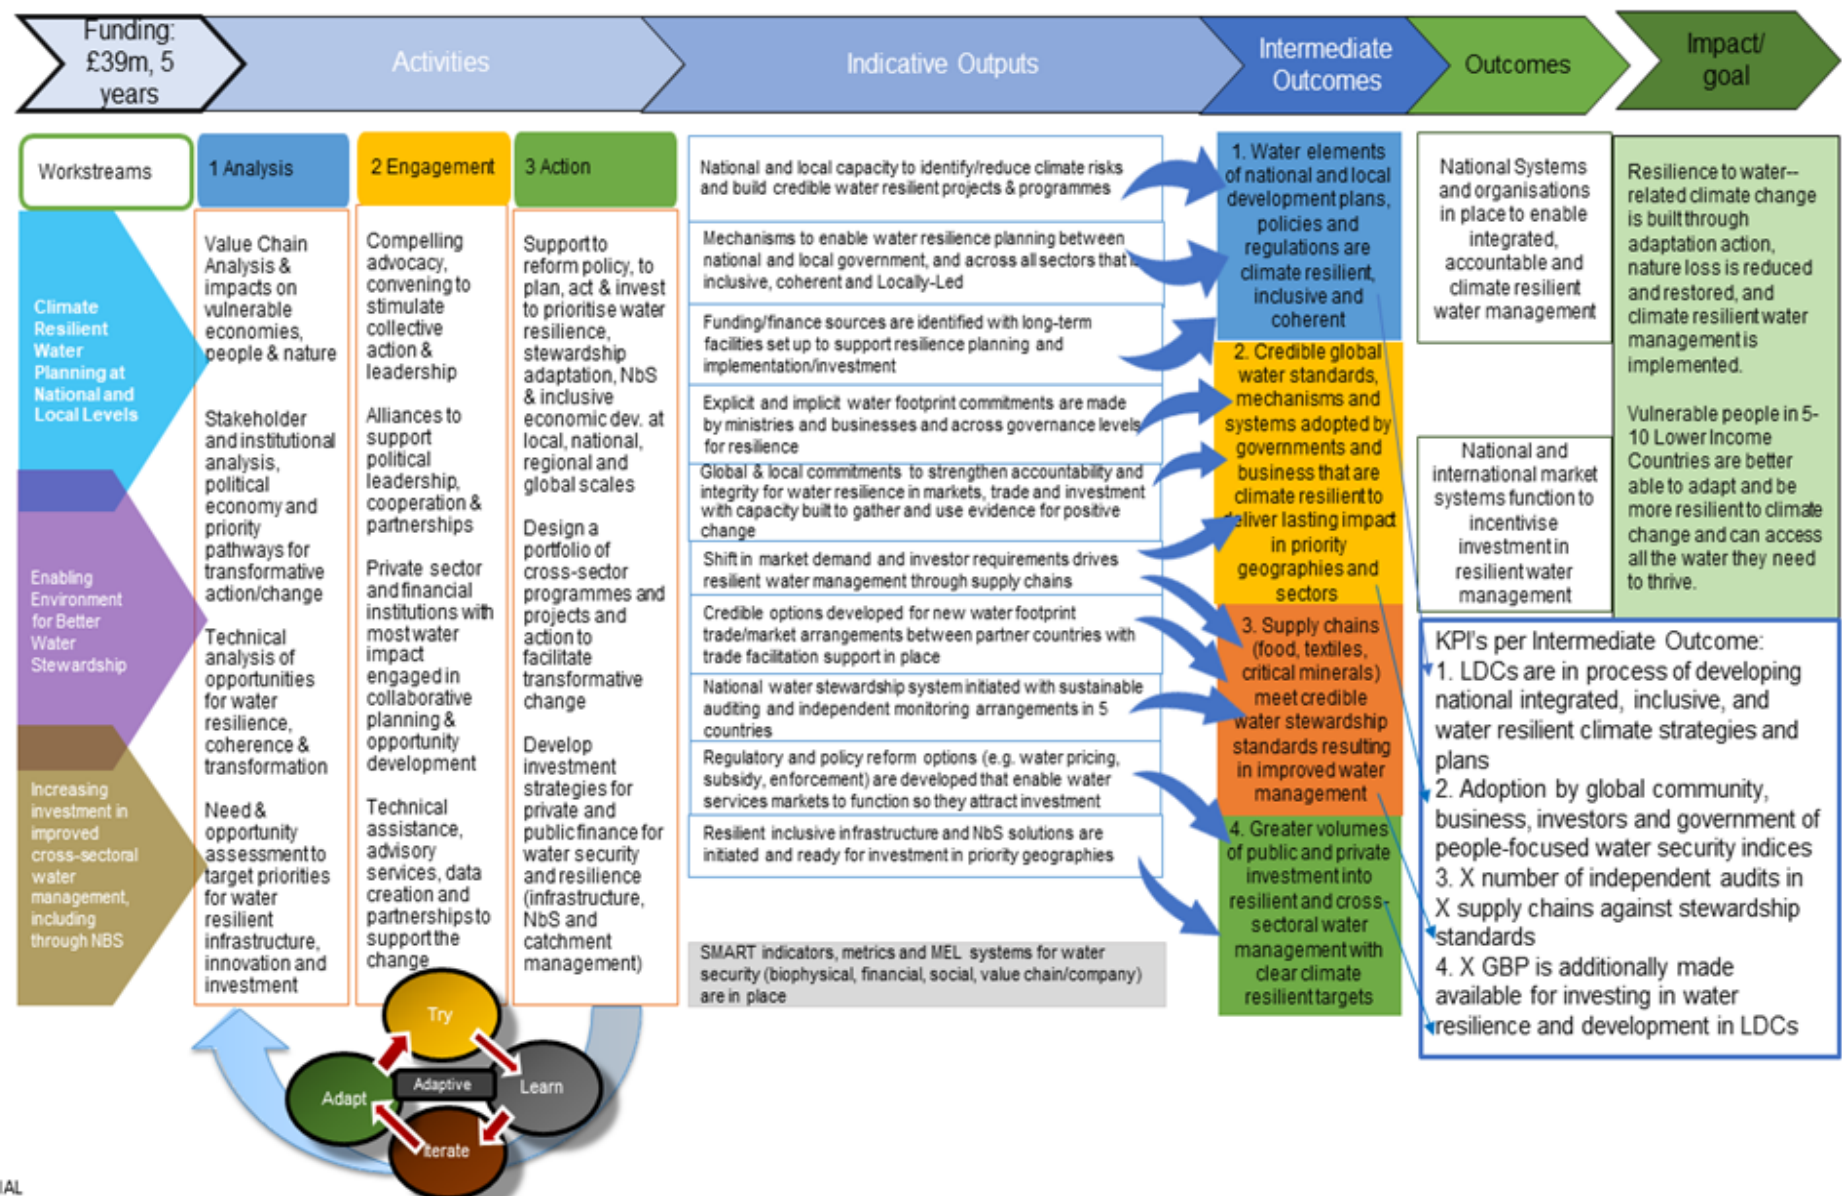 Funding:
£39m, 5
years
Activities
Indicative Outputs
Intermediate
Outcomes
Outcomes
Impact/
goal
Workstreams
1 Analysis
2 Engagement
3 Action
Climate
Resilient
Water
Planning at
National and
Local Levels
Enabling
Environment
for Better
Water
Stewardship
Increasing
investment in
improved
cross-sectoral
water
management,
including
through NBS
Value Chain
Analysis &
impacts on
vulnerable
economies,
people & nature
Stakeholder
and institutional
analysis,
political
economy and
priority
pathways for
transformative
action/change
Technical
analysis of
opportunities
for water
resilience,
coherence &
transformation
Need &
opportunity
assessment to
target priorities
for water
resilient
infrastructure,
innovation and
investment
Compelling
advocacy,
convening to
stimulate
collective
action &
leadership
Alliances to
support
political
leadership,
cooperation &
partnerships
Private sector
and financial
institutions with
most water
impact
engaged in
collaborative
planning &
opportunity
development
Technical
assistance,
advisory
services, data
creation and
partnerships to
support the
change
Support to
reform policy, to
plan, act & invest
to prioritise water
resilience,
stewardship
adaptation, NbS
& inclusive
economic dev. at
local, national,
regional and
global scales
Design a
portfolio of
cross-sector
programmes and
projects and
action to
facilitate
transformative
change
Develop
investment
strategies for
private and
public finance for
water security
and resilience
(infrastructure,
NbS and
catchment
management)
National and local capacity to identify/reduce climate risks
and build credible water resilient projects & programmes
Mechanisms to enable water resilience planning between
national and local government, and across all sectors that
inclusive, coherent and Locally-Led
Funding/finance sources are identified with long-term
facilities set up to support resilience planning and
implementation/investment
Explicit and implicit water footprint commitments are made
by ministries and businesses and across governance levels
for resilience
Global & local commitments to strengthen accountability and
integrity for water resilience in markets, trade and investment
with capacity built to gather and use evidence for positive
change
Shift in market demand and investor requirements drives
resilient water management through supply chains
Credible options developed for new water footprint
trade/market arrangements between partner countries with
trade facilitation support in place
National water stewardship system initiated with sustainable
auditing and independent monitoring arrangements in 5
countries
Regulatory and policy reform options (e.g. water pricing,
subsidy, enforcement) are developed that enable water
services markets to function so they attract investment
Resilient inclusive infrastructure and NbS solutions are
initiated and ready for investment in priority geographies
SMART indicators, metrics and MEL systems for water
security (biophysical, financial, social, value chain/company)
are in place
1. Water elements
of national and local
development plans,
policies and
regulations are
climate resilient,
inclusive and
coherent
2. Credible global
water standards,
mechanisms and
systems adopted by
governments and
business that are
climate resilient to
deliver lasting impact
in priority
geographies and
sectors
3. Supply chains
(food, textiles,
critical minerals)
meet credible
water stewardship
standards resulting
in improved water
management
4. Greater volumes
of public and private
investment into
resilient and cross-
sectoral water
management with
clear climate
resilient targets
National Systems
and organisations
in place to enable
integrated,
accountable and
climate resilient
water management
National and
international market
systems function to
incentivise
investment in
resilient water
management
Resilience to water--
related climate change
is built through
adaptation action,
nature loss is reduced
and restored, and
climate resilient water
management is
implemented.
Vulnerable people in 5-
10 Lower Income
Countries are better
able to adapt and be
more resilient to climate
change and can access
all the water they need
to thrive.
KPI's per Intermediate Outcome:
1. LDCs are in process of developing
national integrated, inclusive, and
water resilient climate strategies and
plans
2. Adoption by global community,
business, investors and government of
people-focused water security indices
3. X number of independent audits in
X supply chains against stewardship
standards
4. X GBP is additionally made
available for investing in water
resilience and development in LDCs
Try
Adaptive
Learn
Adapt
Iterate
IAL